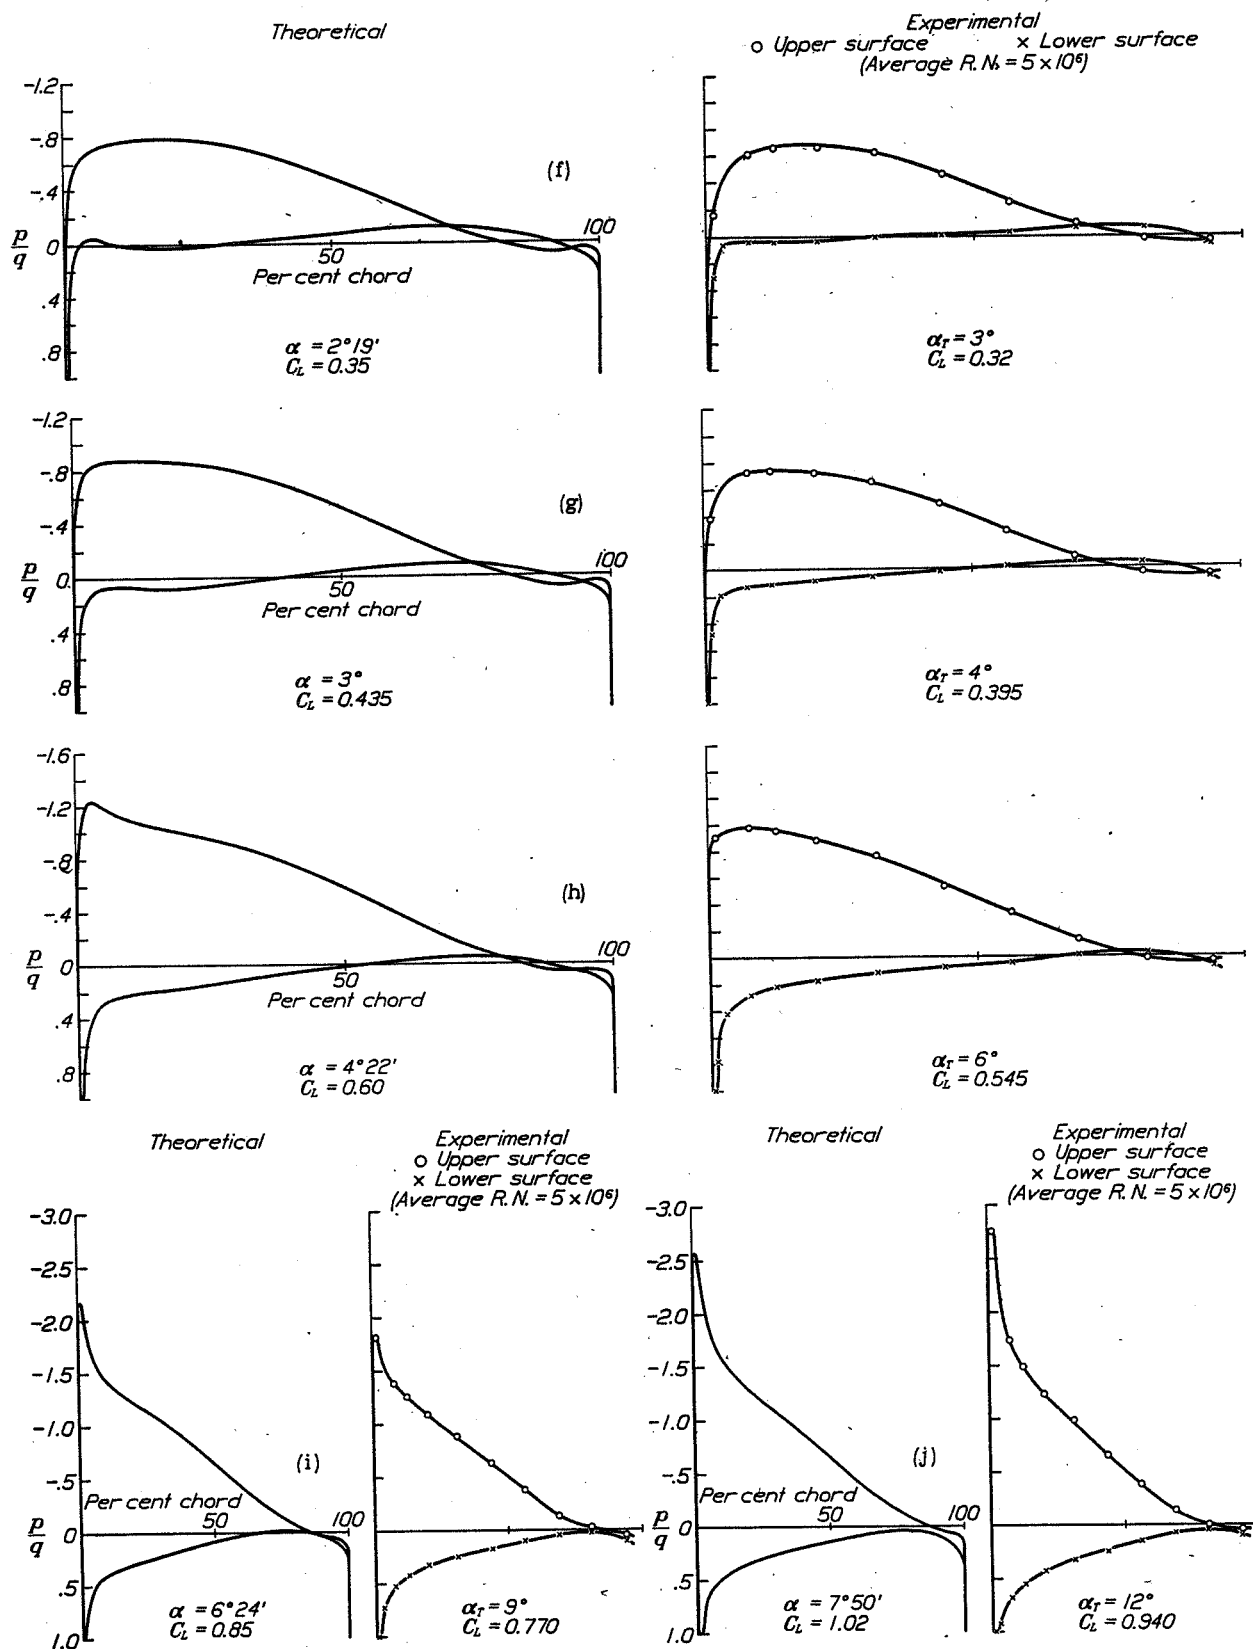 Theoretical
Experimental
o Upper surface × Lower surface
(Average R.N. = 5 × 10⁶)
-1.2
-.8
-.4
0
.4
.8
p/q
(f)
50
100
Per cent chord
α = 2°19'
C_L = 0.35
α_T = 3°
C_L = 0.32
-1.2
-.8
-.4
0
.4
.8
p/q
(g)
50
100
Per cent chord
α = 3°
C_L = 0.435
α_T = 4°
C_L = 0.395
-1.6
-1.2
-.8
-.4
0
.4
.8
p/q
(h)
50
100
Per cent chord
α = 4°22'
C_L = 0.60
α_T = 6°
C_L = 0.545
Theoretical
Experimental
o Upper surface
× Lower surface
(Average R.N. = 5 × 10⁶)
-3.0
-2.5
-2.0
-1.5
-1.0
-.5
0
.5
1.0
p/q
(i)
Per cent chord
50
100
α = 6°24'
C_L = 0.85
α_T = 9°
C_L = 0.770
Theoretical
Experimental
o Upper surface
× Lower surface
(Average R.N. = 5 × 10⁶)
-3.0
-2.5
-2.0
-1.5
-1.0
-.5
0
.5
1.0
p/q
(j)
Per cent chord
50
100
α = 7°50'
C_L = 1.02
α_T = 12°
C_L = 0.940